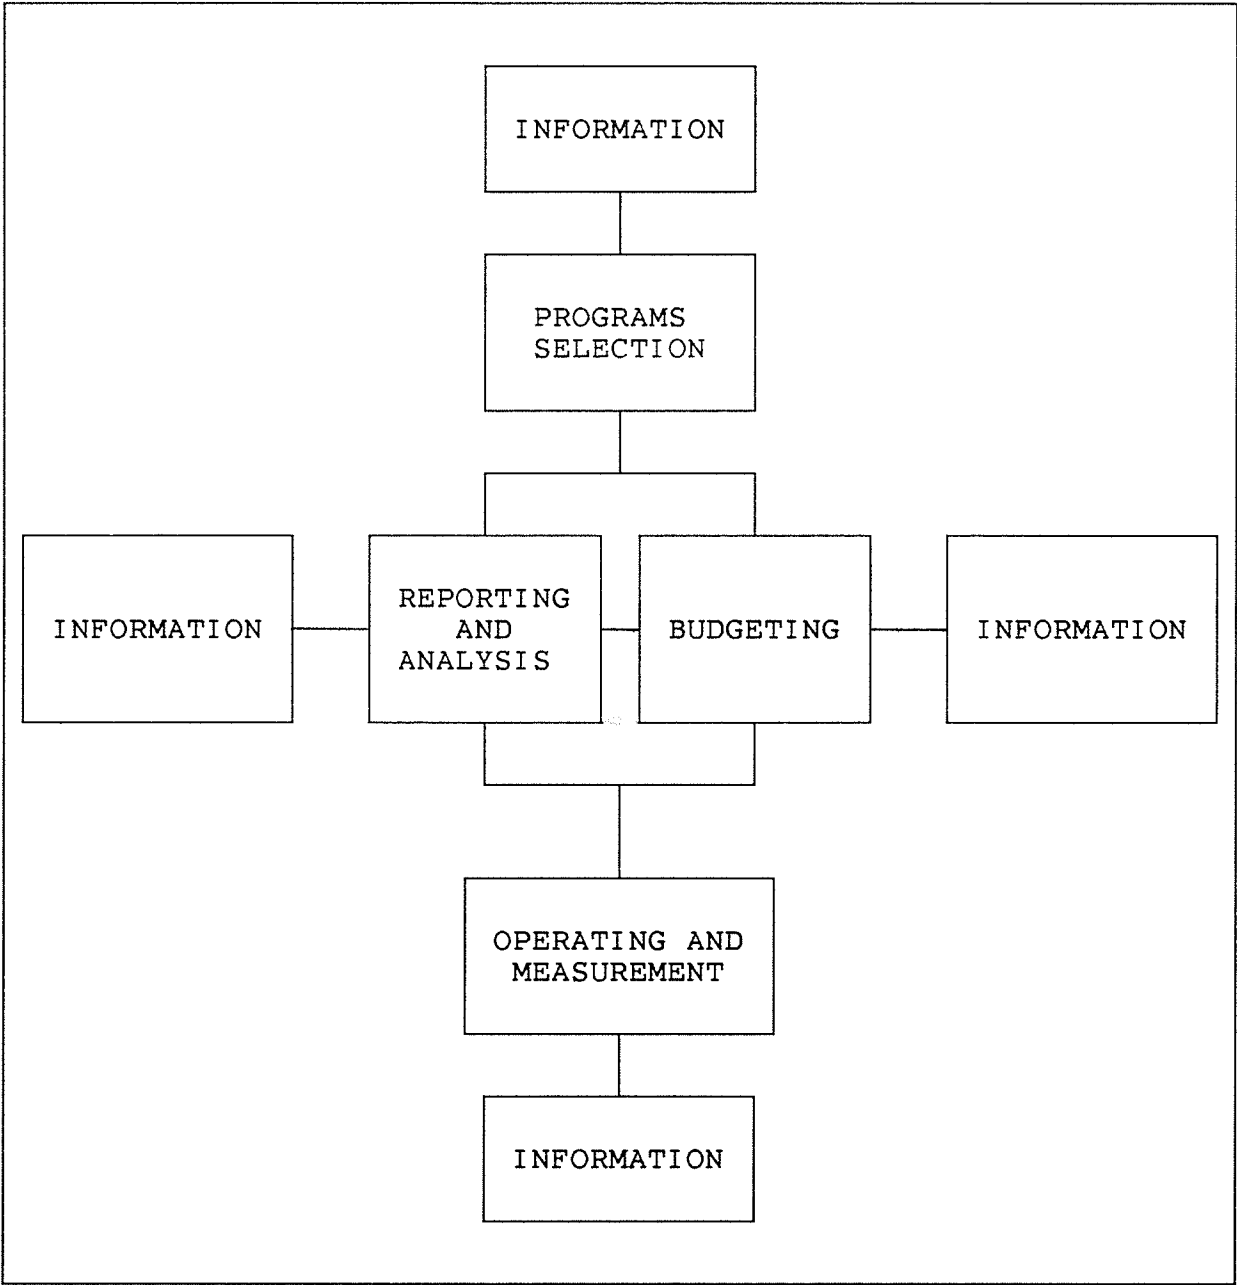 INFORMATION
PROGRAMS
SELECTION
INFORMATION
REPORTING
AND
ANALYSIS
BUDGETING
INFORMATION
OPERATING AND
MEASUREMENT
INFORMATION